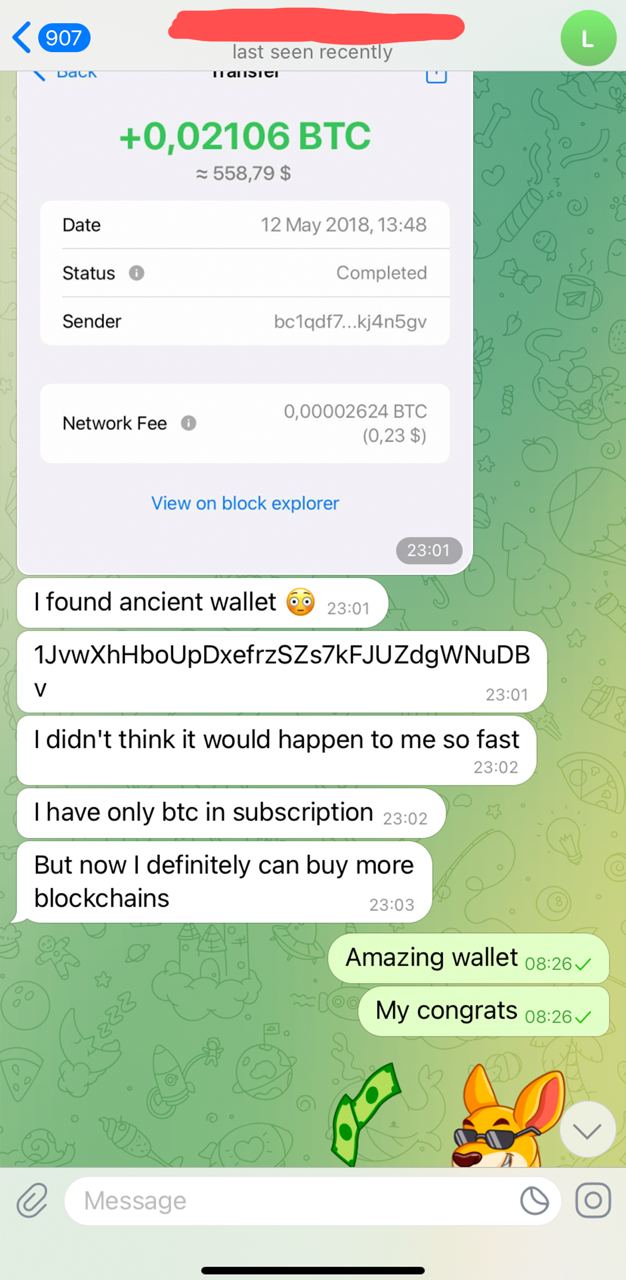 907
last seen recently
L
Back
Transfer
+0,02106 BTC
≈ 558,79 $
Date 12 May 2018, 13:48
Status i Completed
Sender bc1qdf7...kj4n5gv
Network Fee i 0,00002624 BTC
(0,23 $)
View on block explorer
23:01
I found ancient wallet 😳 23:01
1JvwXhHboUpDxefrzSZs7kFJUZdgWNuDB
v 23:01
I didn't think it would happen to me so fast
23:02
I have only btc in subscription 23:02
But now I definitely can buy more
blockchains 23:03
Amazing wallet 08:26
My congrats 08:26
Message